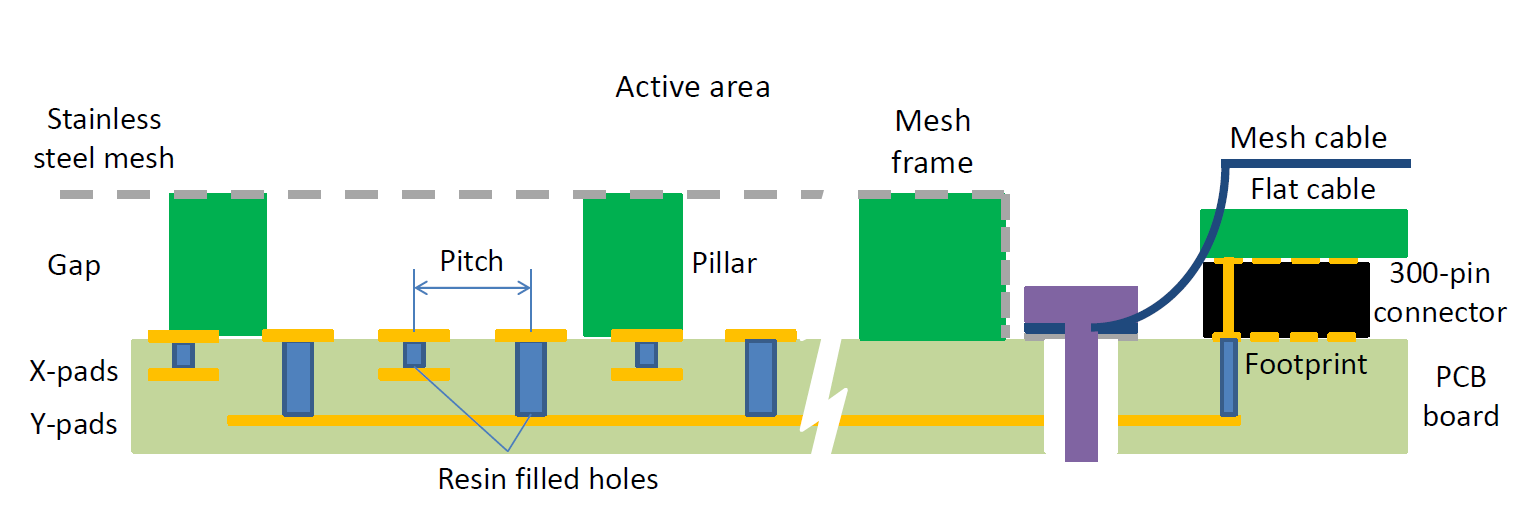 Active area
Stainless
steel mesh
Mesh
frame
Mesh cable
Flat cable
Gap
Pitch
Pillar
300-pin
connector
X-pads
Footprint
PCB
board
Y-pads
Resin filled holes